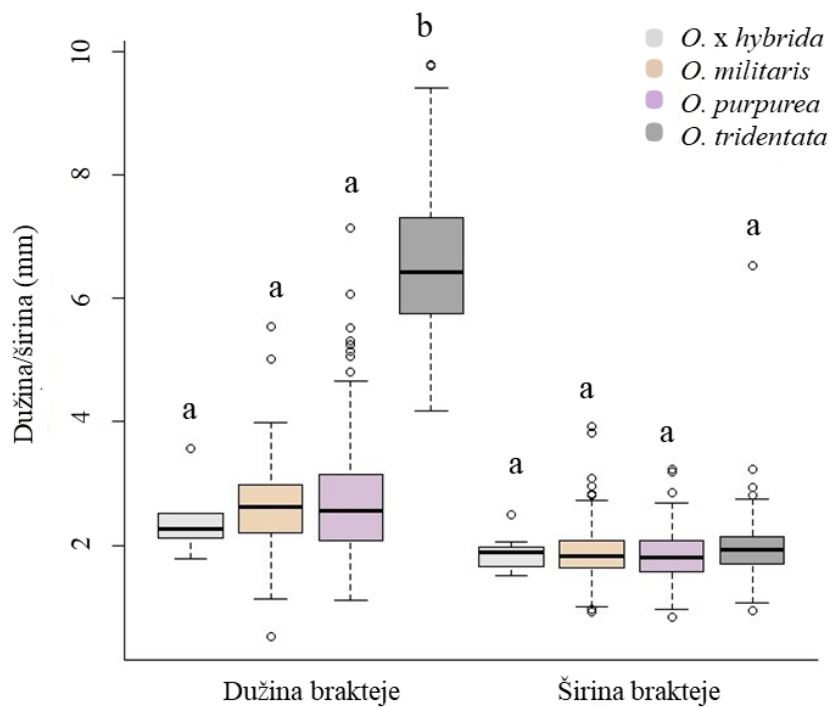 b
10
8
6
4
2
Dužina/širina (mm)
O. x hybrida
O. militaris
O. purpurea
O. tridentata
a
a
a
a
a
a
a
Dužina brakteje
Širina brakteje